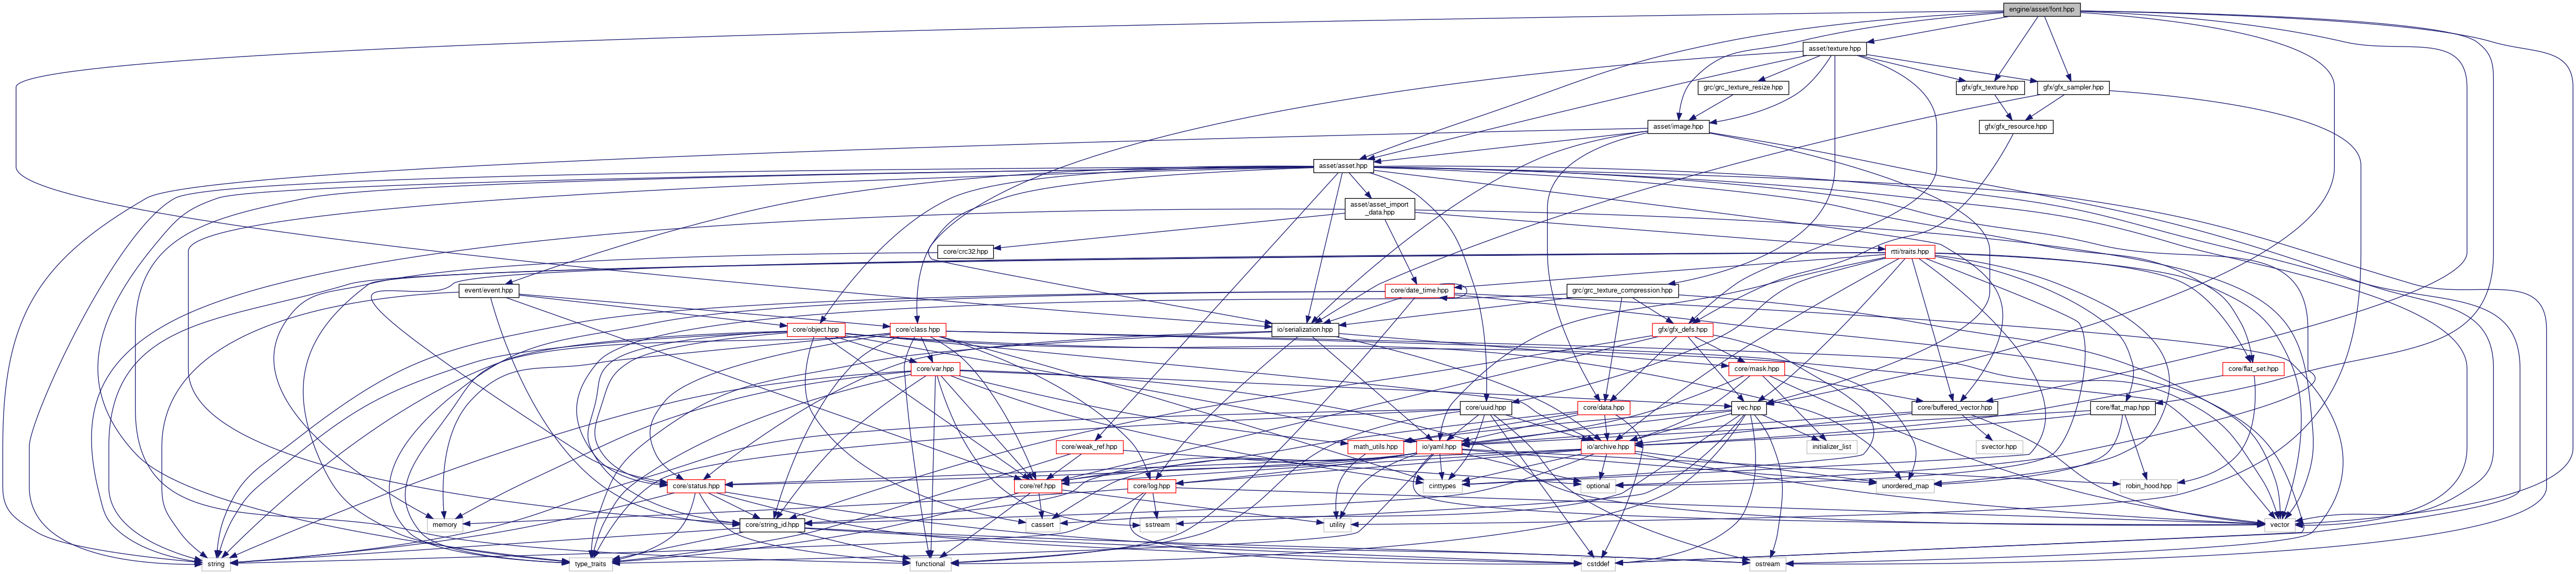 engine/asset/font.hpp
asset/texture.hpp
grc/grc_texture_resize.hpp
gfx/gfx_texture.hpp
gfx/gfx_sampler.hpp
asset/image.hpp
gfx/gfx_resource.hpp
asset/asset.hpp
asset/asset_import
_data.hpp
core/crc32.hpp
rtti/traits.hpp
event/event.hpp
core/date_time.hpp
grc/grc_texture_compression.hpp
core/object.hpp
core/class.hpp
io/serialization.hpp
gfx/gfx_defs.hpp
core/var.hpp
core/mask.hpp
core/flat_set.hpp
core/uuid.hpp
core/data.hpp
vec.hpp
core/buffered_vector.hpp
core/flat_map.hpp
core/weak_ref.hpp
math_utils.hpp
io/yaml.hpp
io/archive.hpp
initializer_list
svector.hpp
core/status.hpp
core/ref.hpp
core/log.hpp
cinttypes
optional
unordered_map
robin_hood.hpp
memory
core/string_id.hpp
cassert
sstream
utility
vector
string
type_traits
functional
cstddef
ostream